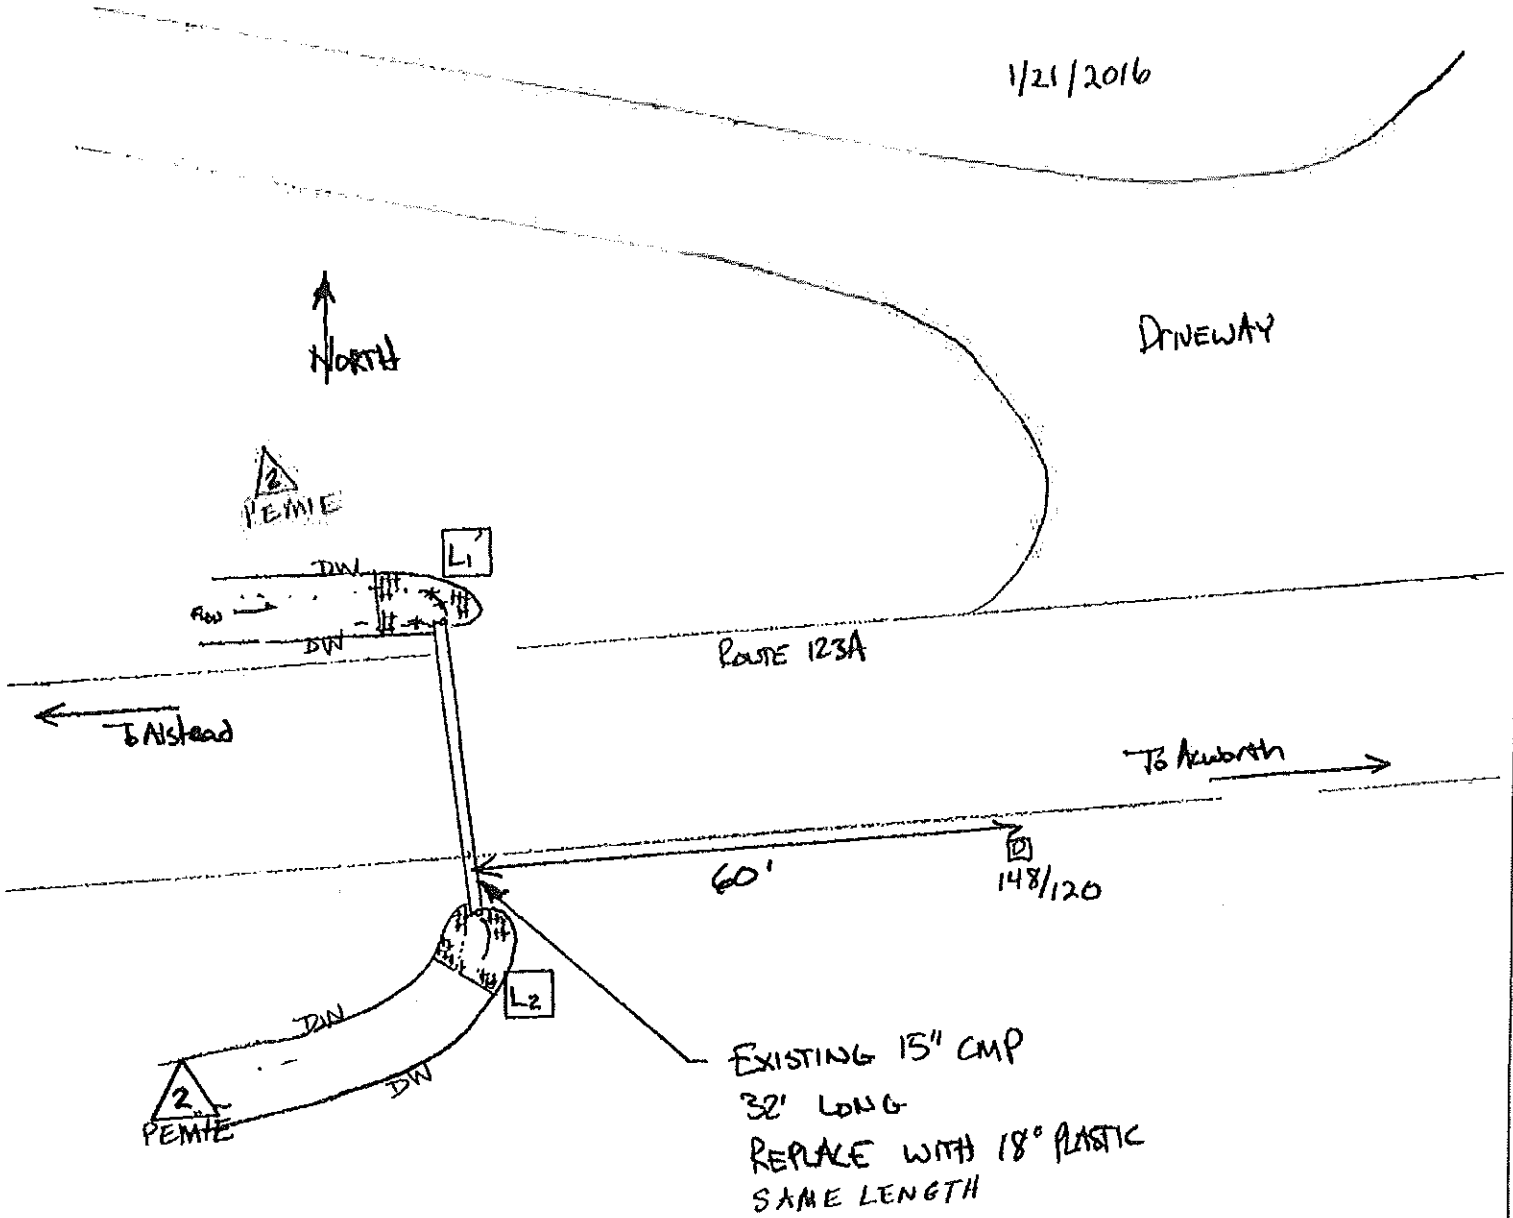 1/21/2016
DRIVEWAY
NORTH
2
PEMIE
L1
DW
FLOW
DW
ROUTE 123A
To Alstead
To Acworth
60'
D
148/120
L2
DW
DW
2
PEMIE
EXISTING 15" CMP
32' LONG
REPLACE WITH 18" PLASTIC
SAME LENGTH